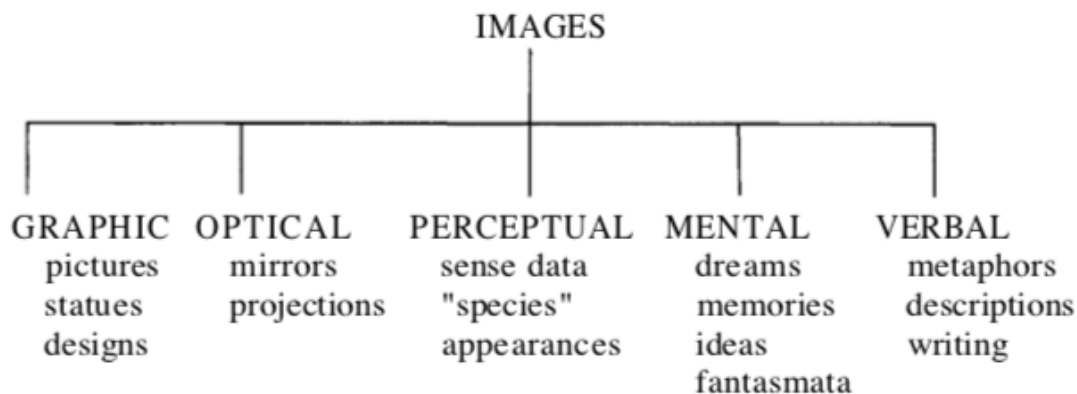 IMAGES
GRAPHIC OPTICAL PERCEPTUAL MENTAL VERBAL
pictures mirrors sense data dreams metaphors
statues projections "species" memories descriptions
designs appearances ideas writing
fantasmata